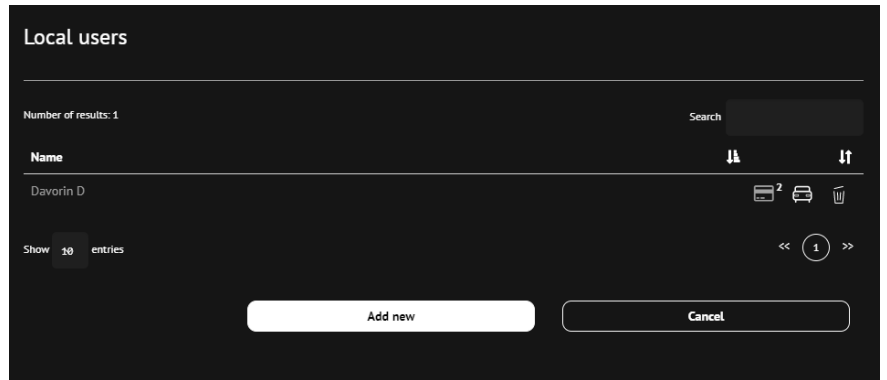 Local users
Number of results: 1
Search
Name
Davorin D
2
Show 10 entries
<< 1 >>
Add new
Cancel